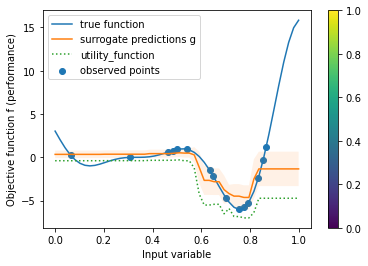 true function
surrogate predictions g
utility_function
observed points
Objective function f (performance)
15
10
5
0
−5
0.0 0.2 0.4 0.6 0.8 1.0
Input variable
1.0
0.8
0.6
0.4
0.2
0.0